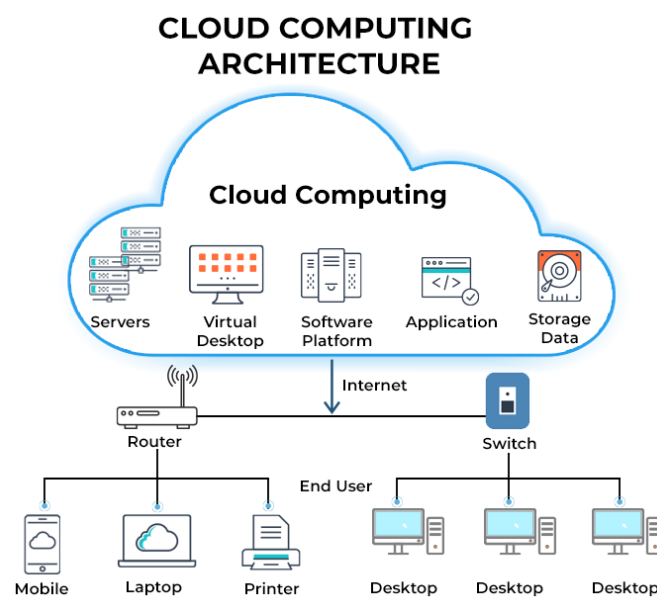 CLOUD COMPUTING
ARCHITECTURE
Cloud Computing
Servers
Virtual
Desktop
Software
Platform
</>
Application
Storage
Data
Internet
Router
Switch
End User
Mobile
Laptop
Printer
Desktop
Desktop
Desktop